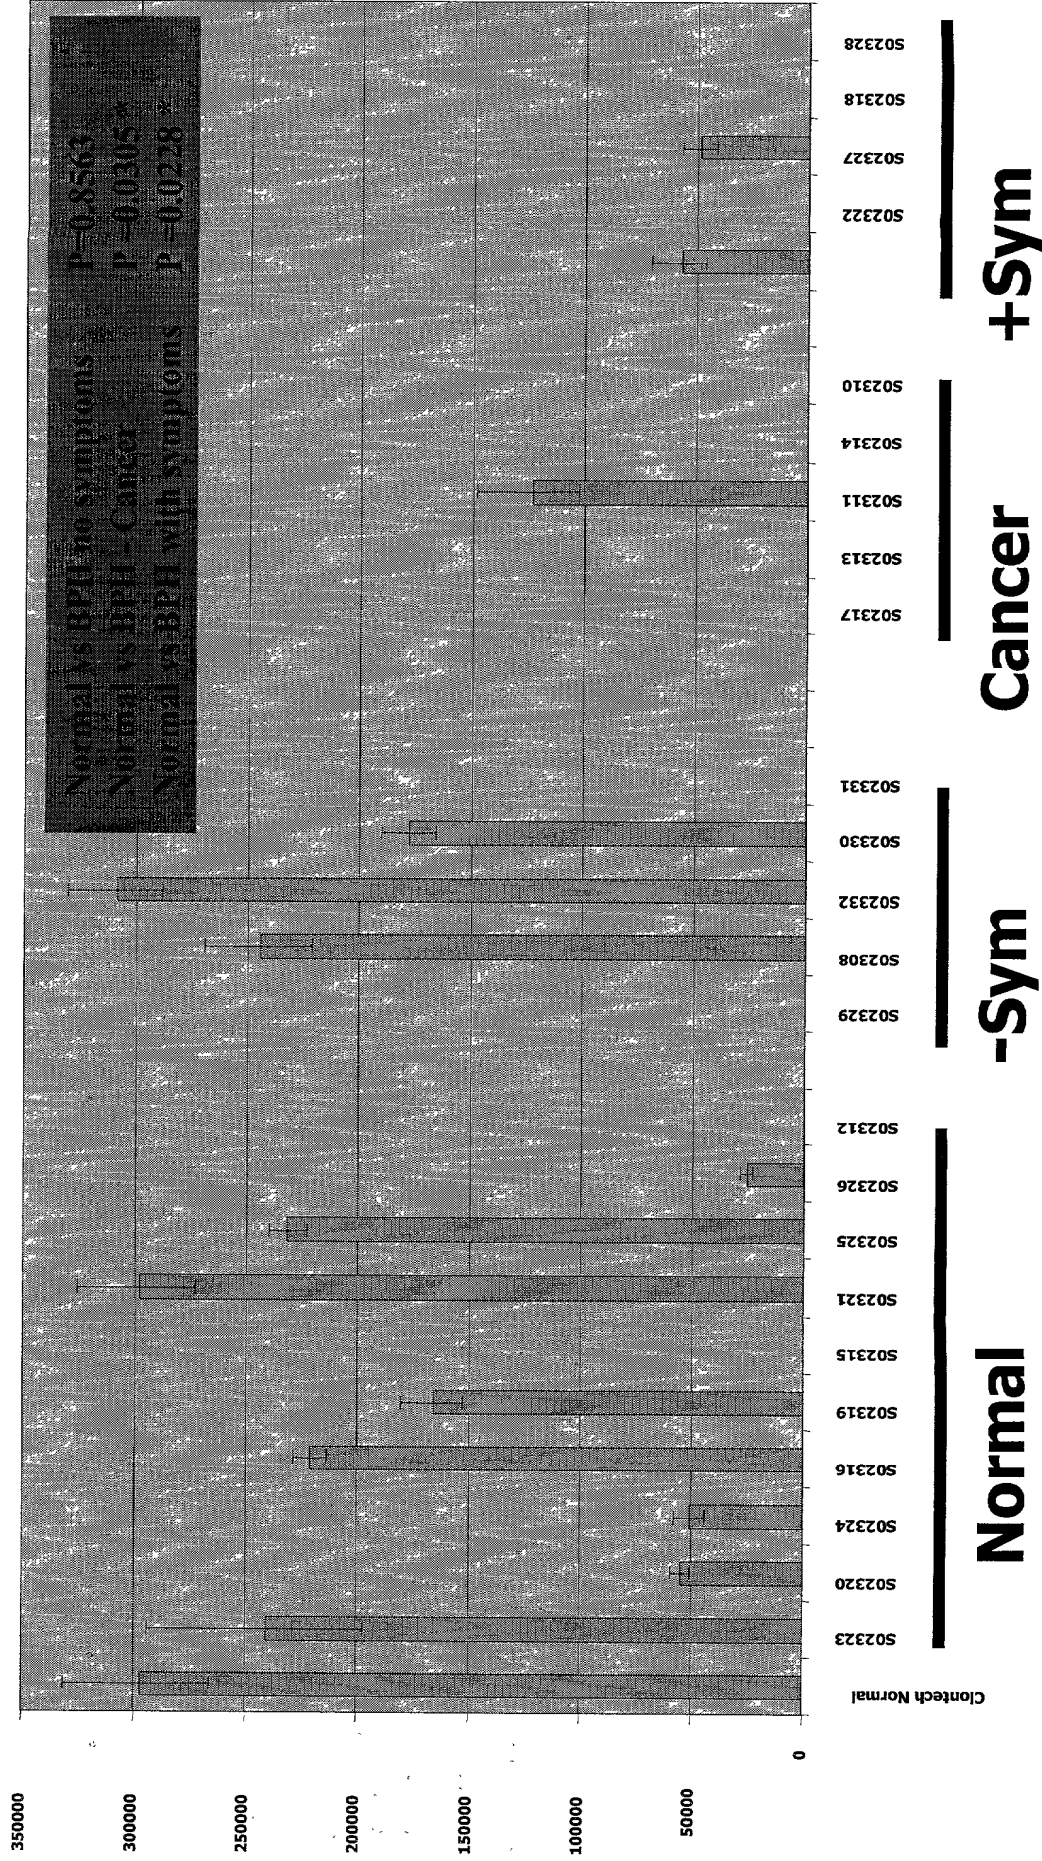 Normal vs BPH no symptoms P=0.8563
Normal vs BPH - Cancer P =0.0305 *
Normal vs BPH with symptoms P =0.0228 *
350000
300000
250000
200000
150000
100000
50000
0
Clontech Normal
S02323
S02320
S02324
S02316
S02319
S02315
S02321
S02325
S02326
S02312
S02329
S02308
S02332
S02330
S02331
S02317
S02313
S02311
S02314
S02310
S02322
S02327
S02318
S02328
Normal
-Sym
Cancer
+Sym